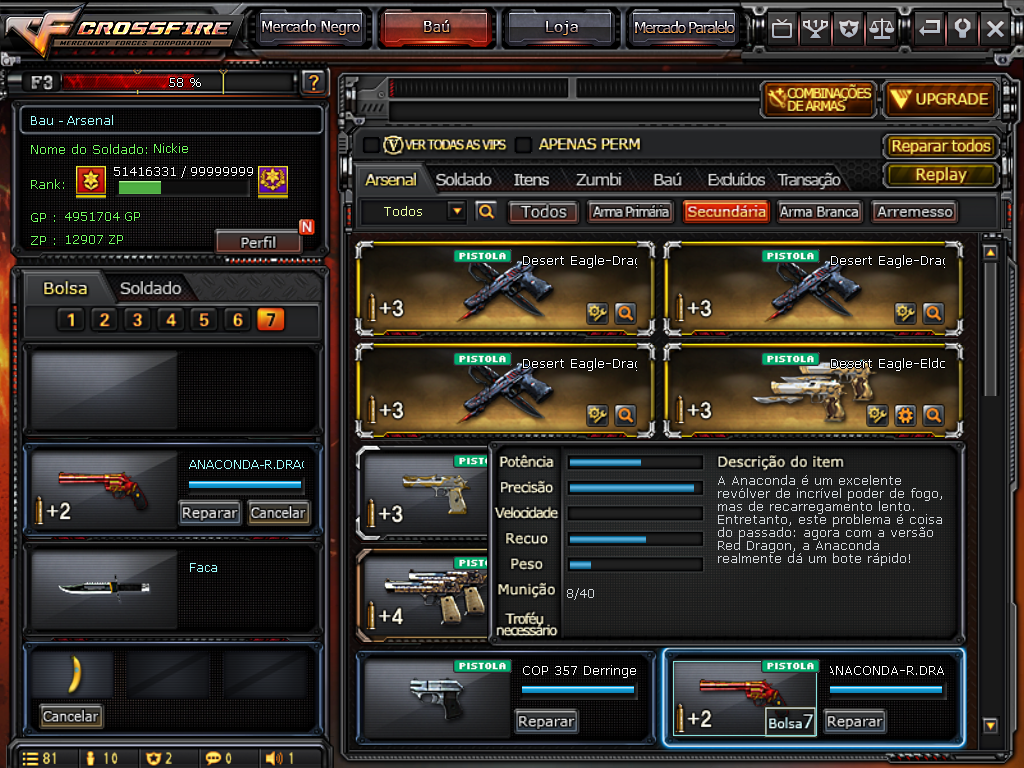 CROSSFIRE
MERCENARY FORCES CORPORATION
Mercado Negro
Baú
Loja
Mercado Paralelo
F3
58 %
?
Bau - Arsenal
Nome do Soldado: Nickie
Rank:
51416331 / 99999999
GP : 4951704 GP
ZP : 12907 ZP
Perfil
N
Bolsa
Soldado
1 2 3 4 5 6 7
ANACONDA-R.DRA
+2
Reparar
Cancelar
Faca
Cancelar
81
10
2
0
1
COMBINAÇÕES
DE ARMAS
UPGRADE
V VER TODAS AS VIPS
APENAS PERM
Reparar todos
Replay
Arsenal
Soldado
Itens
Zumbi
Baú
Excluídos
Transação
Todos
Todos
Arma Primária
Secundária
Arma Branca
Arremesso
PISTOLA
Desert Eagle-Drag
+3
PISTOLA
Desert Eagle-Drag
+3
PISTOLA
Desert Eagle-Drag
+3
PISTOLA
Desert Eagle-Eldo
+3
PIST
+3
PIST
+4
Potência
Precisão
Velocidade
Recuo
Peso
Munição
8/40
Troféu
necessário
Descrição do item
A Anaconda é um excelente
revólver de incrível poder de fogo,
mas de recarregamento lento.
Entretanto, este problema é coisa
do passado: agora com a versão
Red Dragon, a Anaconda
realmente dá um bote rápido!
PISTOLA
COP 357 Derringe
Reparar
PISTOLA
ANACONDA-R.DRA
+2
Bolsa7
Reparar